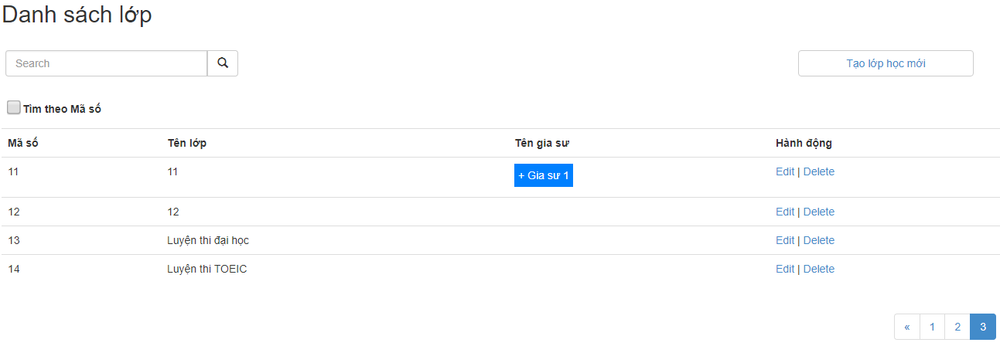 Danh sách lớp
Search
Tạo lớp học mới
Tìm theo Mã số
Mã số Tên lớp Tên gia sư Hành động
11 11 + Gia sư 1 Edit | Delete
12 12 Edit | Delete
13 Luyện thi đại học Edit | Delete
14 Luyện thi TOEIC Edit | Delete
« 1 2 3